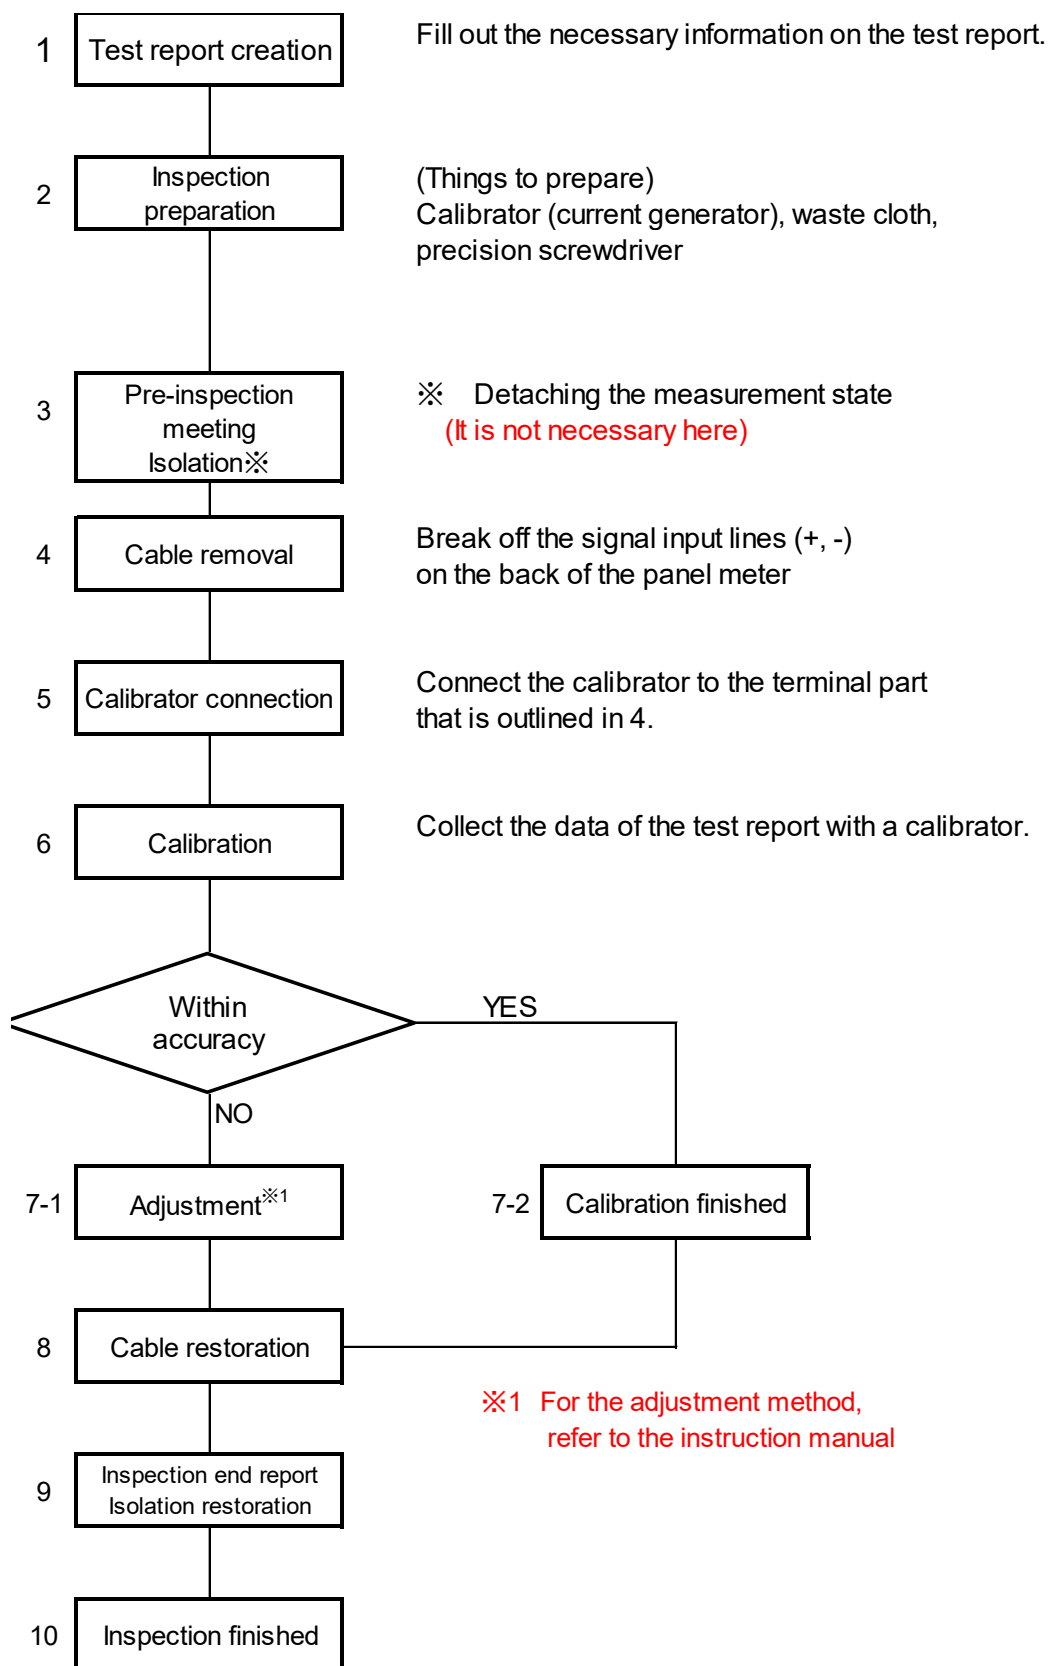 1 Test report creation Fill out the necessary information on the test report.
2 Inspection
preparation
(Things to prepare)
Calibrator (current generator), waste cloth,
precision screwdriver
3 Pre-inspection
meeting
Isolation※
※ Detaching the measurement state
(It is not necessary here)
4 Cable removal
Break off the signal input lines (+, -)
on the back of the panel meter
5 Calibrator connection
Connect the calibrator to the terminal part
that is outlined in 4.
6 Calibration
Collect the data of the test report with a calibrator.
Within
accuracy
YES
NO
7-1 Adjustment※1
7-2 Calibration finished
8 Cable restoration
※1 For the adjustment method,
refer to the instruction manual
9 Inspection end report
Isolation restoration
10 Inspection finished